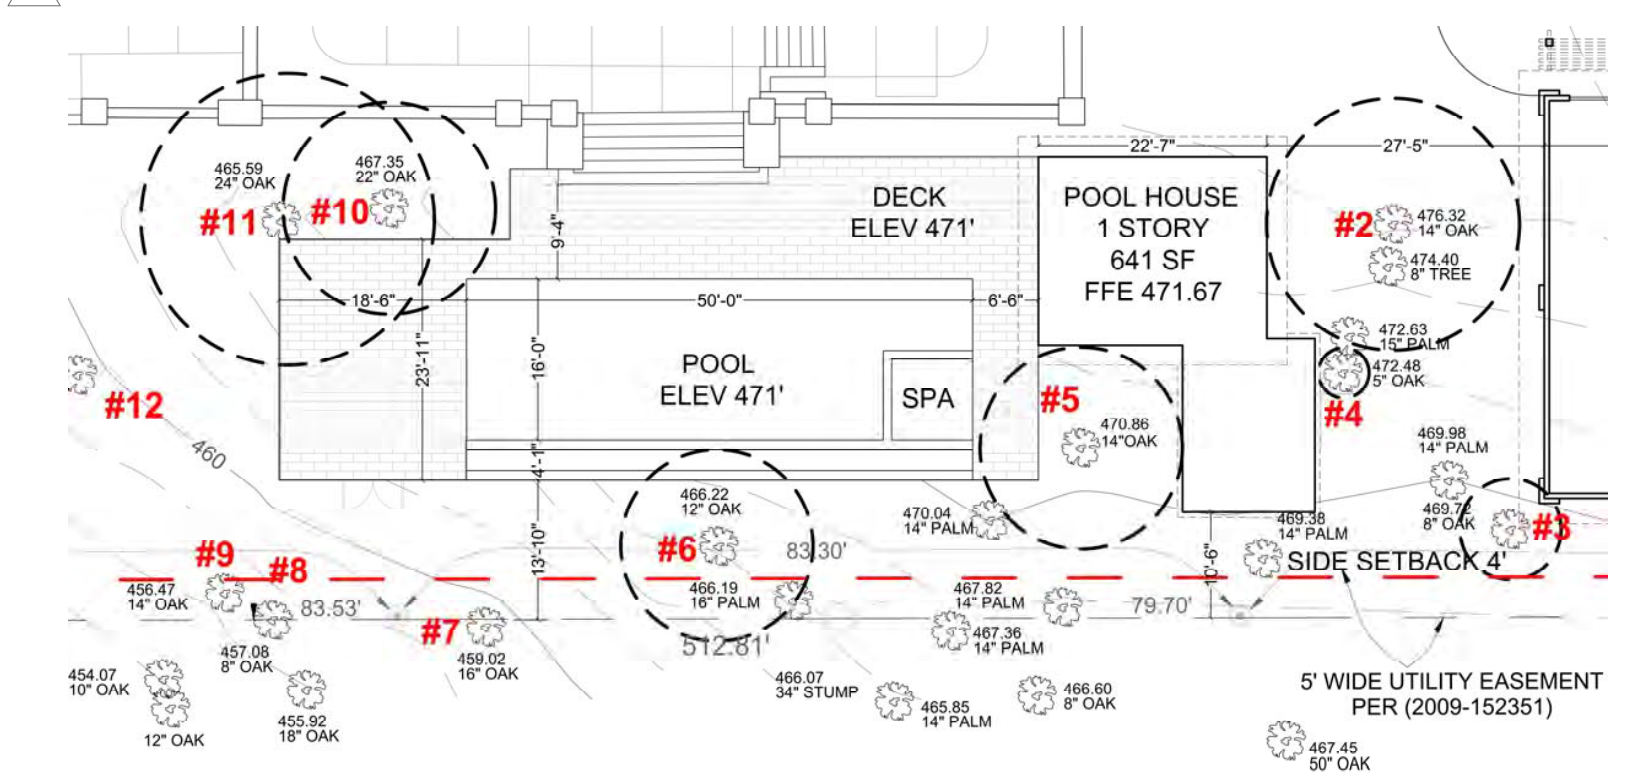 22'-7"
27'-5"
465.59
24" OAK
467.35
22" OAK
#11
#10
9'-4"
DECK
ELEV 471'
POOL HOUSE
1 STORY
641 SF
FFE 471.67
#2
476.32
14" OAK
474.40
8" TREE
18'-6"
50'-0"
6'-6"
23'-11"
16'-0"
POOL
ELEV 471'
SPA
472.63
15" PALM
472.48
5" OAK
#4
#12
#5
470.86
14"OAK
469.98
14" PALM
460
4'-1"
466.22
12" OAK
470.04
14" PALM
469.72
8" OAK
#3
469.38
14" PALM
#6
83.30'
13'-10"
10'-6"
SIDE SETBACK 4'
#9
#8
456.47
14" OAK
83.53'
466.19
16" PALM
467.82
14" PALM
79.70'
#7
457.08
8" OAK
459.02
16" OAK
512.81'
467.36
14" PALM
454.07
10" OAK
466.07
34" STUMP
466.60
8" OAK
5' WIDE UTILITY EASEMENT
PER (2009-152351)
455.92
18" OAK
465.85
14" PALM
12" OAK
467.45
50" OAK